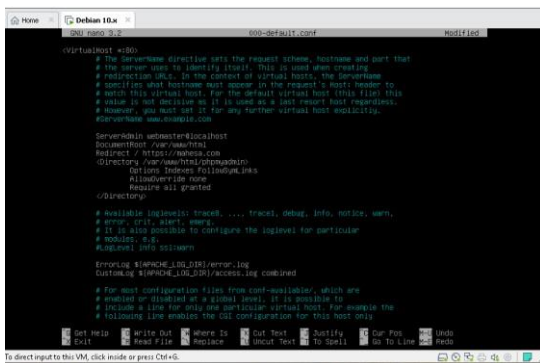 Home
Debian 10.x
GNU nano 3.2 000-default.conf Modified
<VirtualHost *:80>
# The ServerName directive sets the request scheme, hostname and port that
# the server uses to identify itself. This is used when creating
# redirection URLs. In the context of virtual hosts, the ServerName
# specifies what hostname must appear in the request's Host: header to
# match this virtual host. For the default virtual host (this file) this
# value is not decisive as it is used as a last resort host regardless.
# However, you must set it for any further virtual host explicitly.
#ServerName www.example.com
ServerAdmin webmaster@localhost
DocumentRoot /var/www/html
Redirect / https://mahesa.com
<Directory /var/www/html/phpmyadmin>
Options Indexes FollowSymLinks
AllowOverride none
Require all granted
</Directory>
# Available loglevels: trace8, ..., trace1, debug, info, notice, warn,
# error, crit, alert, emerg.
# It is also possible to configure the loglevel for particular
# modules, e.g.
#LogLevel info ssl:warn
ErrorLog ${APACHE_LOG_DIR}/error.log
CustomLog ${APACHE_LOG_DIR}/access.log combined
# For most configuration files from conf-available/, which are
# enabled or disabled at a global level, it is possible to
# include a line for only one particular virtual host. For example the
# following line enables the CGI configuration for this host only
^G Get Help ^O Write Out ^W Where Is ^K Cut Text ^J Justify ^C Cur Pos M-U Undo
^X Exit ^R Read File ^\ Replace ^U Uncut Text ^T To Spell ^_ Go To Line M-E Redo
To direct input to this VM, click inside or press Ctrl+G.